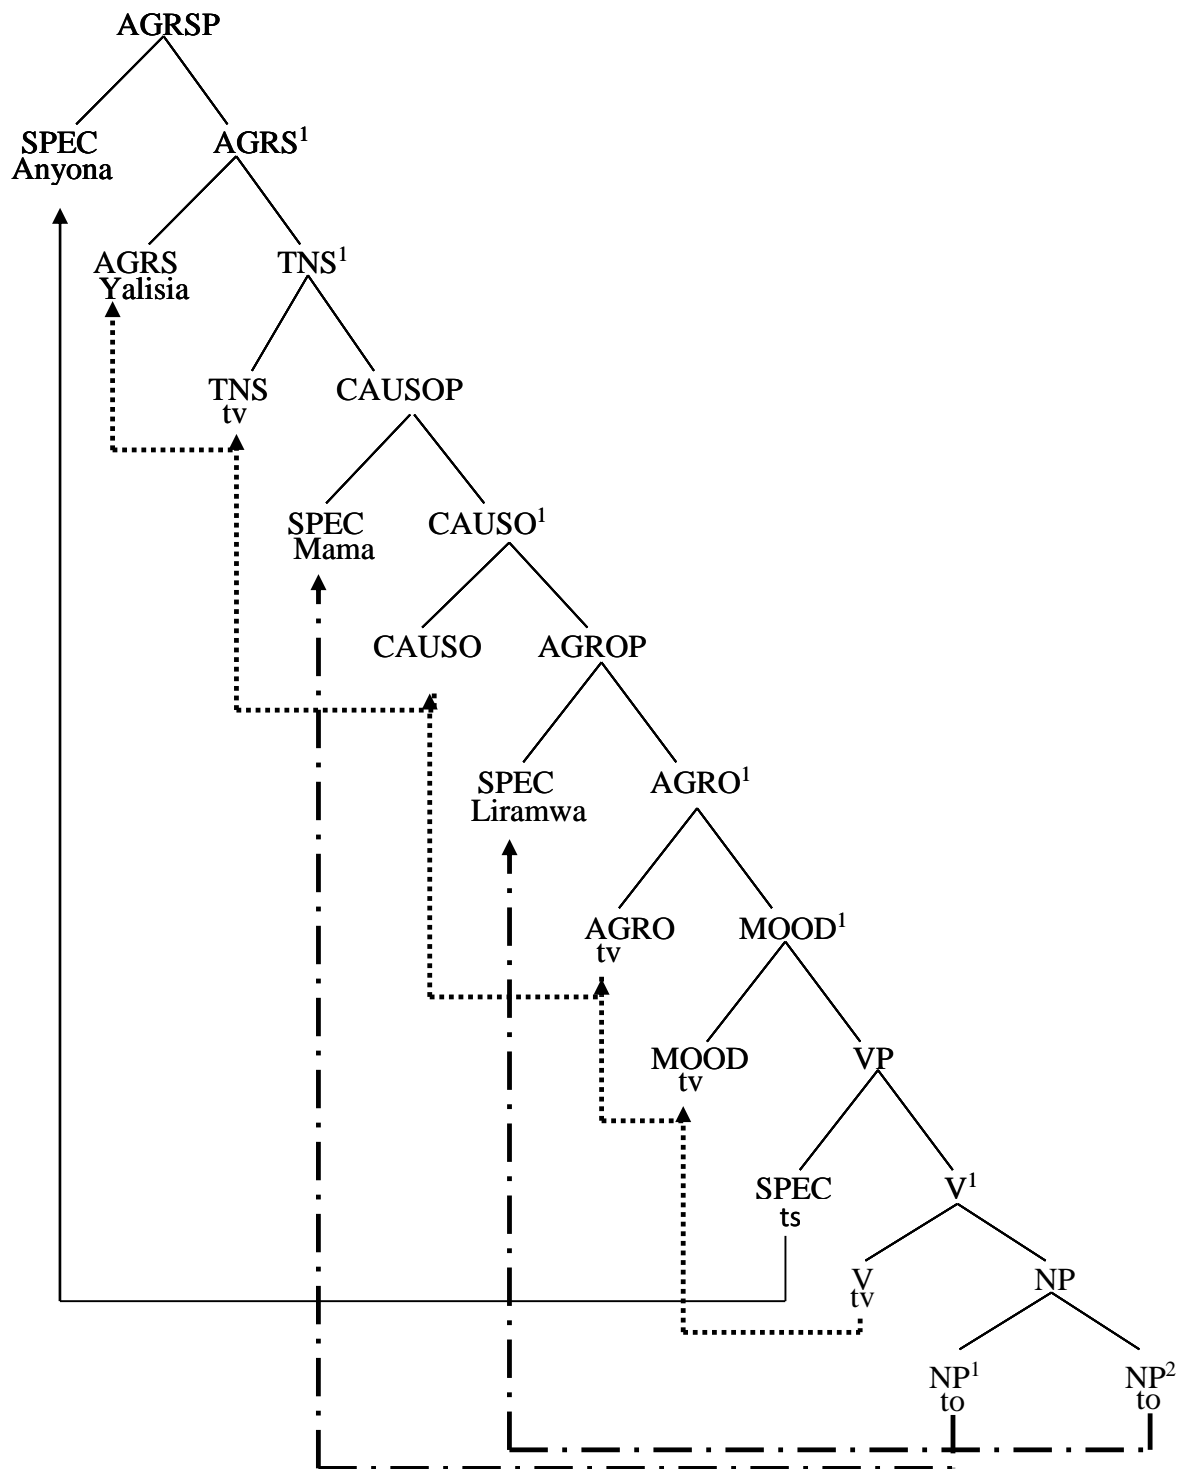 AGRSP
SPEC AGRS¹
Anyona
AGRS TNS¹
Yalisia
TNS CAUSOP
tv
SPEC CAUSO¹
Mama
CAUSO AGROP
SPEC AGRO¹
Liramwa
AGRO MOOD¹
tv
MOOD VP
tv
SPEC V¹
ts
V NP
tv
NP¹ NP²
to to